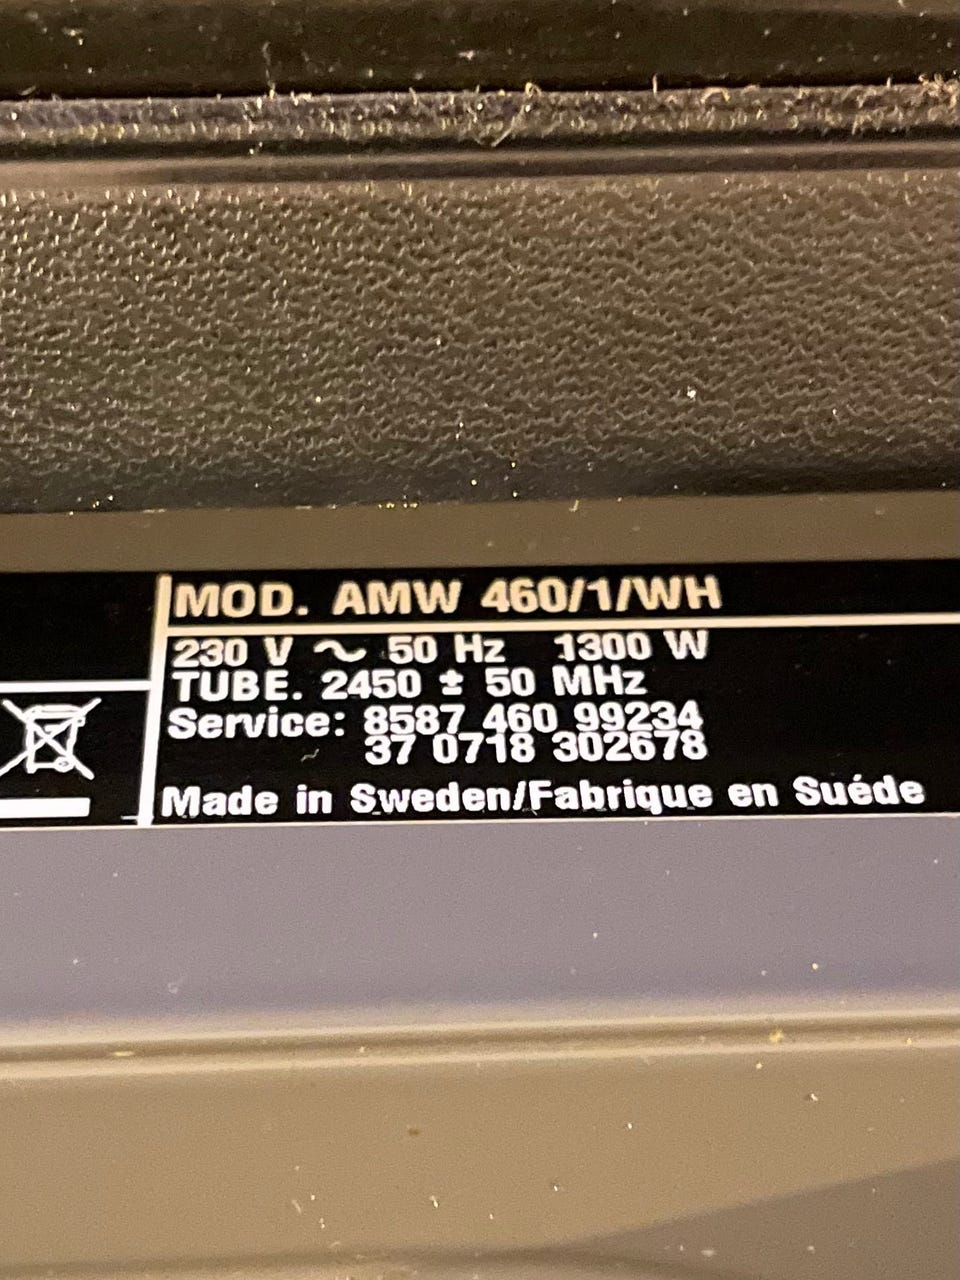 MOD. AMW 460/1/WH
230 V ~ 50 Hz 1300 W
TUBE. 2450 ± 50 MHz
Service: 8587 460 99234
37 0718 302678
Made in Sweden/Fabrique en Suéde